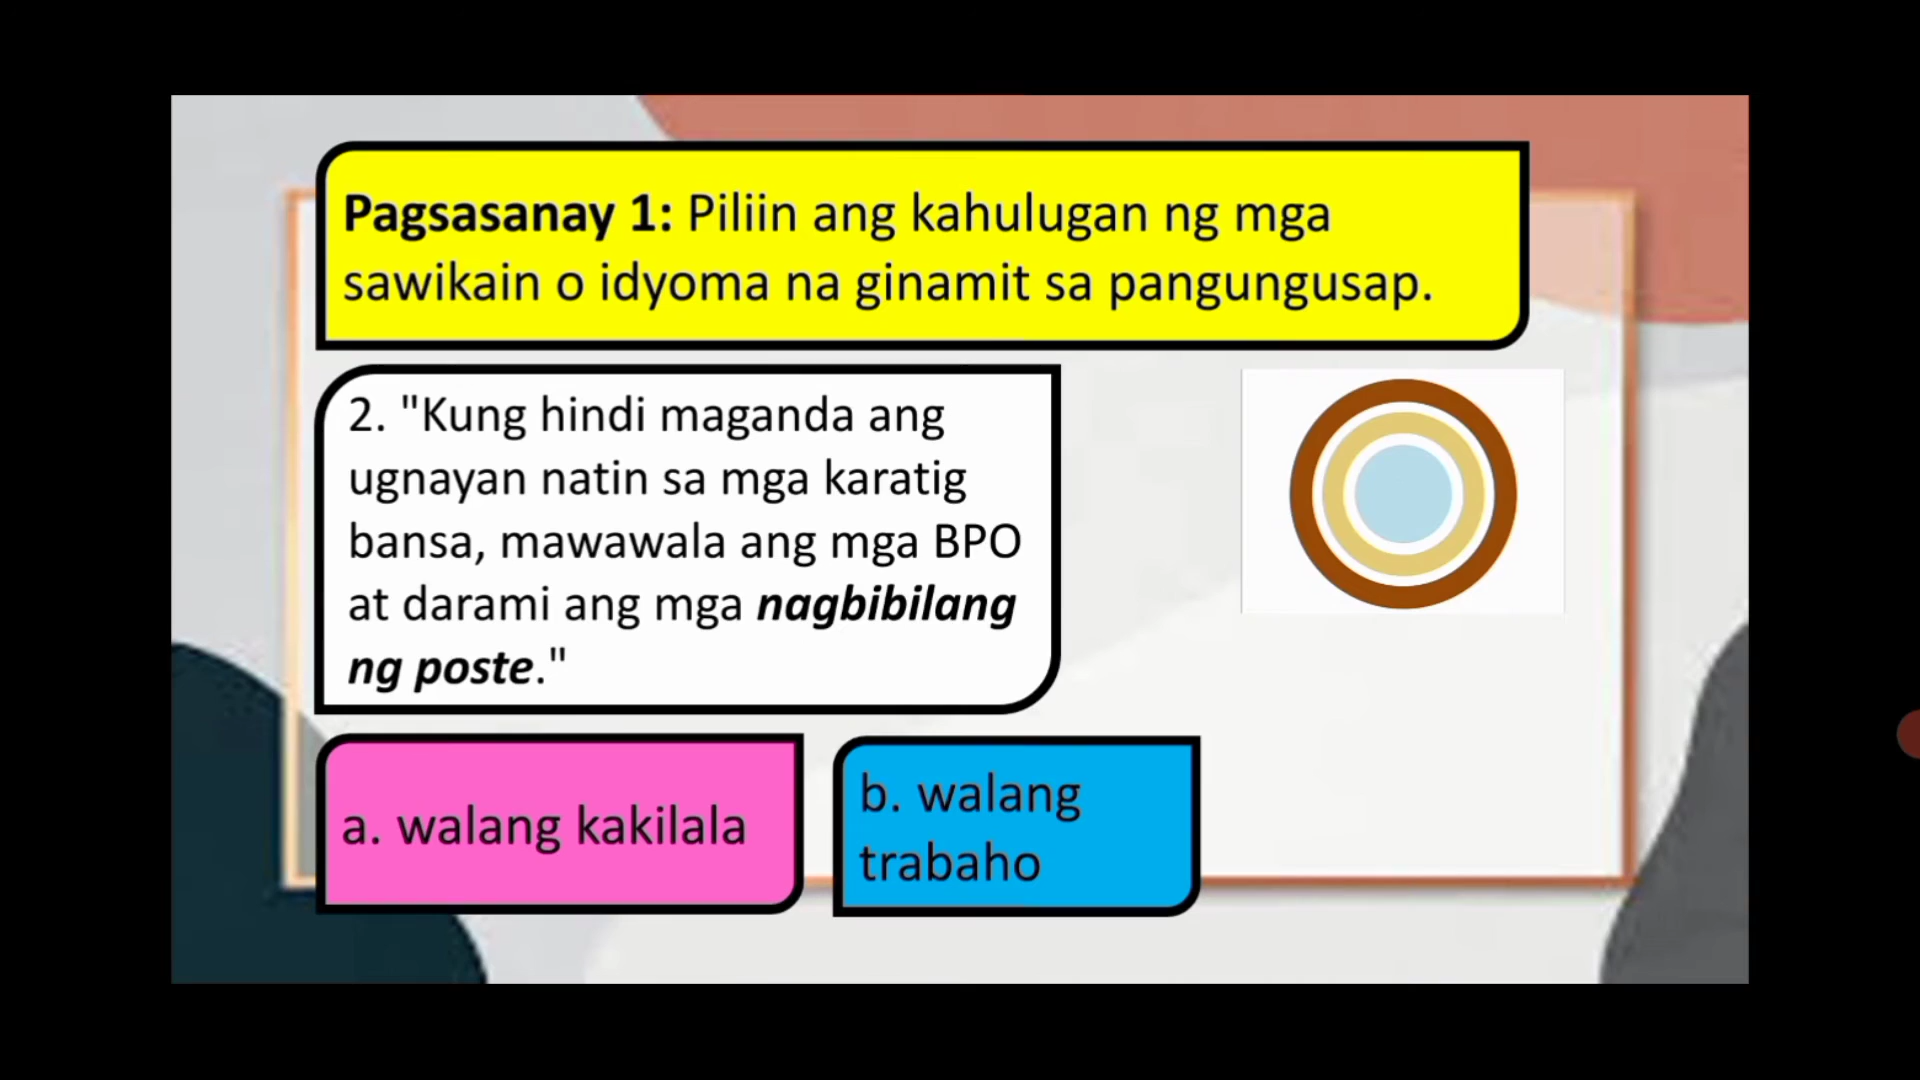 Pagsasanay 1: Piliin ang kahulugan ng mga
sawikain o idyoma na ginamit sa pangungusap.
2. "Kung hindi maganda ang
ugnayan natin sa mga karatig
bansa, mawawala ang mga BPO
at darami ang mga nagbibilang
ng poste."
a. walang kakilala
b. walang
trabaho